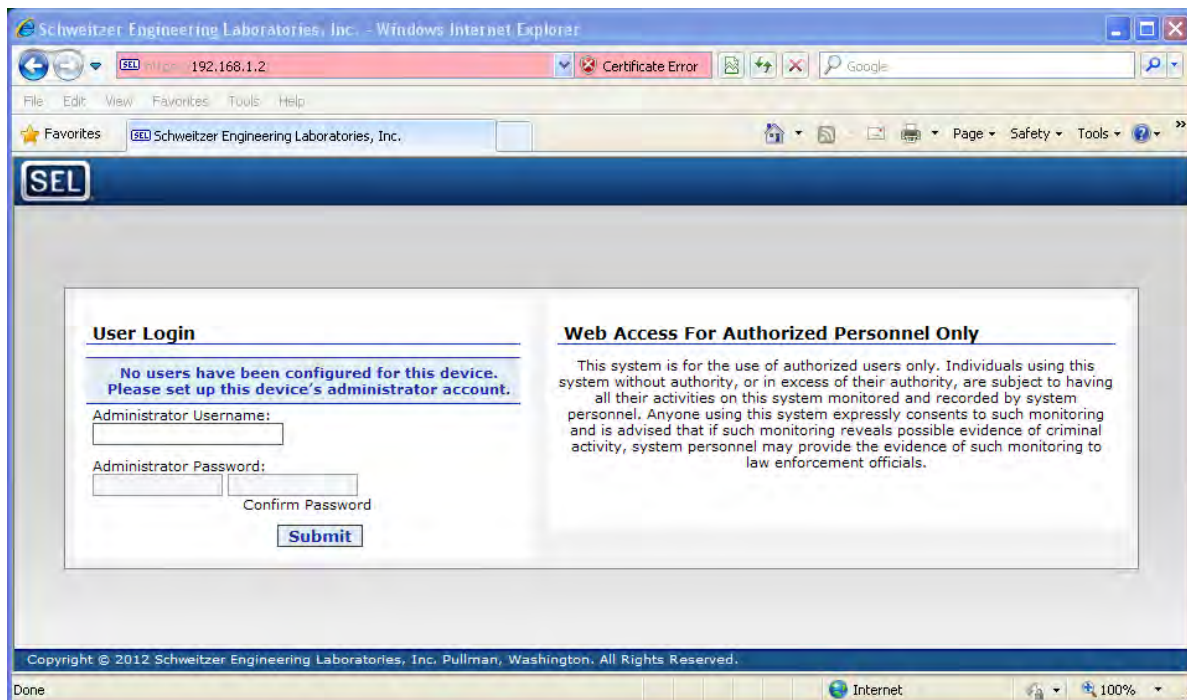 Schweitzer Engineering Laboratories, Inc. - Windows Internet Explorer
SEL https 192.168.1.2
Certificate Error
Google
File Edit View Favorites Tools Help
Favorites
SEL Schweitzer Engineering Laboratories, Inc.
Page Safety Tools
SEL
User Login
No users have been configured for this device.
Please set up this device's administrator account.
Administrator Username:
Administrator Password:
Confirm Password
Submit
Web Access For Authorized Personnel Only
This system is for the use of authorized users only. Individuals using this
system without authority, or in excess of their authority, are subject to having
all their activities on this system monitored and recorded by system
personnel. Anyone using this system expressly consents to such monitoring
and is advised that if such monitoring reveals possible evidence of criminal
activity, system personnel may provide the evidence of such monitoring to
law enforcement officials.
Copyright © 2012 Schweitzer Engineering Laboratories, Inc. Pullman, Washington. All Rights Reserved.
Done
Internet
100%